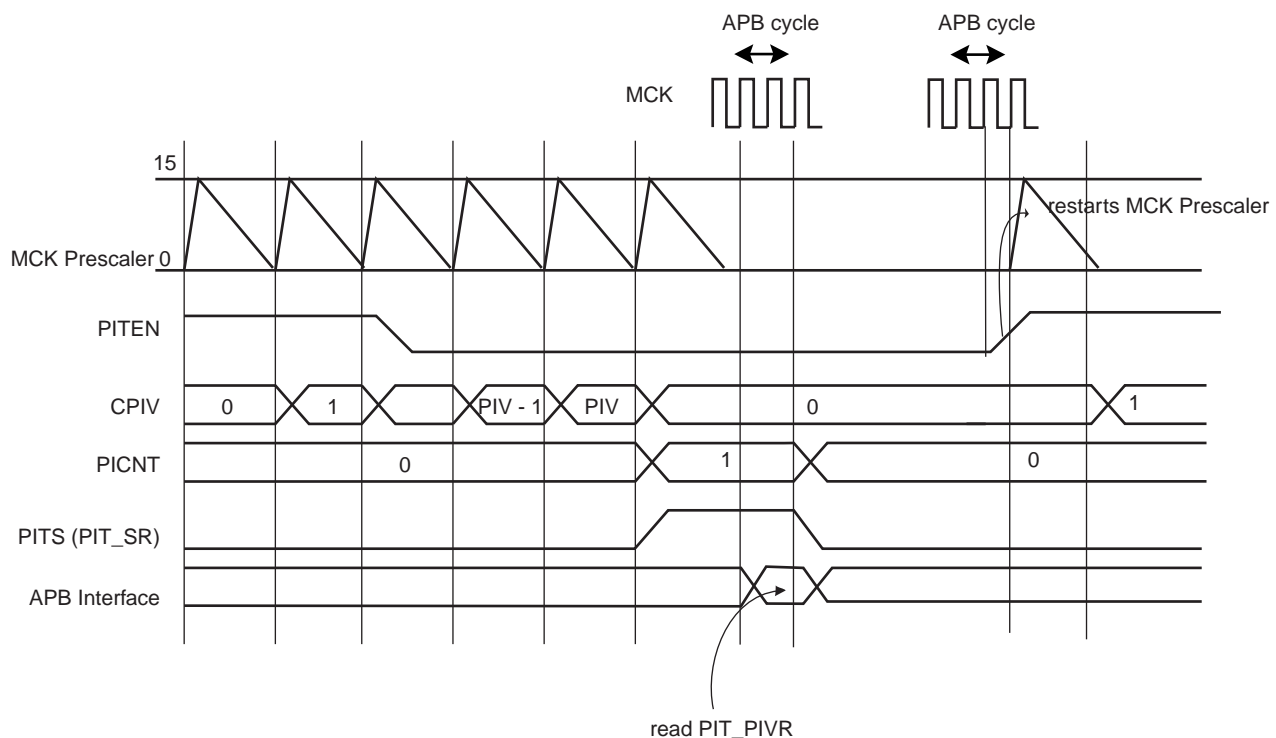 APB cycle
APB cycle
MCK
15
restarts MCK Prescaler
MCK Prescaler 0
PITEN
CPIV
0
1
PIV - 1
PIV
0
1
PICNT
0
1
0
PITS (PIT_SR)
APB Interface
read PIT_PIVR